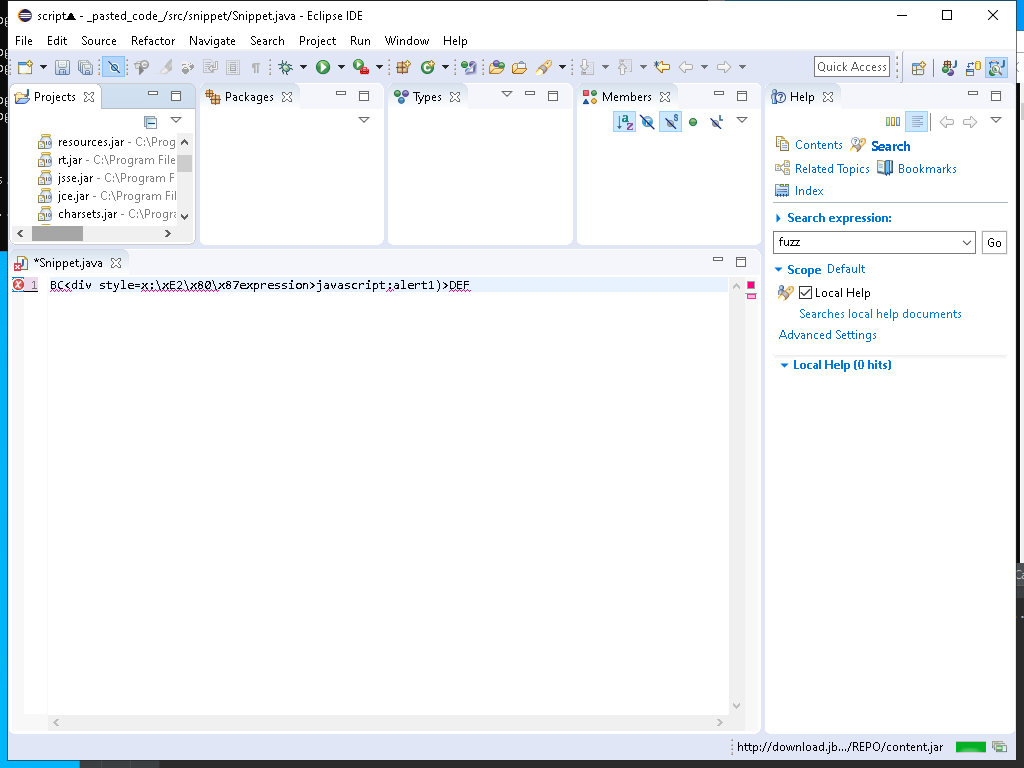 script - _pasted_code_/src/snippet/Snippet.java - Eclipse IDE
File Edit Source Refactor Navigate Search Project Run Window Help
Quick Access
Projects
Packages
Types
Members
Help
resources.jar - C:\Prog
rt.jar - C:\Program File
jsse.jar - C:\Program F
jce.jar - C:\Program Fil
charsets.jar - C:\Progra
Contents Search
Related Topics Bookmarks
Index
Search expression:
fuzz Go
Scope Default
Local Help
Searches local help documents
Advanced Settings
Local Help (0 hits)
*Snippet.java
1 BC<div style=x:\xE2\x80\x87expression>javascript:alert1)>DEF
http://download.jb.../REPO/content.jar